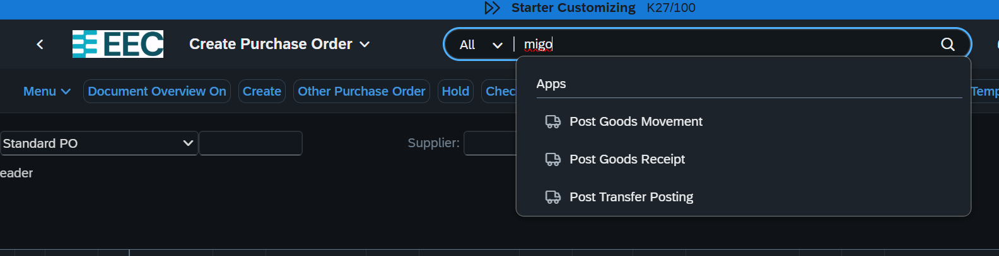 Starter Customizing K27/100
EEC Create Purchase Order All migo
Menu Document Overview On Create Other Purchase Order Hold Chec Temp
Apps
Post Goods Movement
Standard PO Supplier:
Post Goods Receipt
eader
Post Transfer Posting